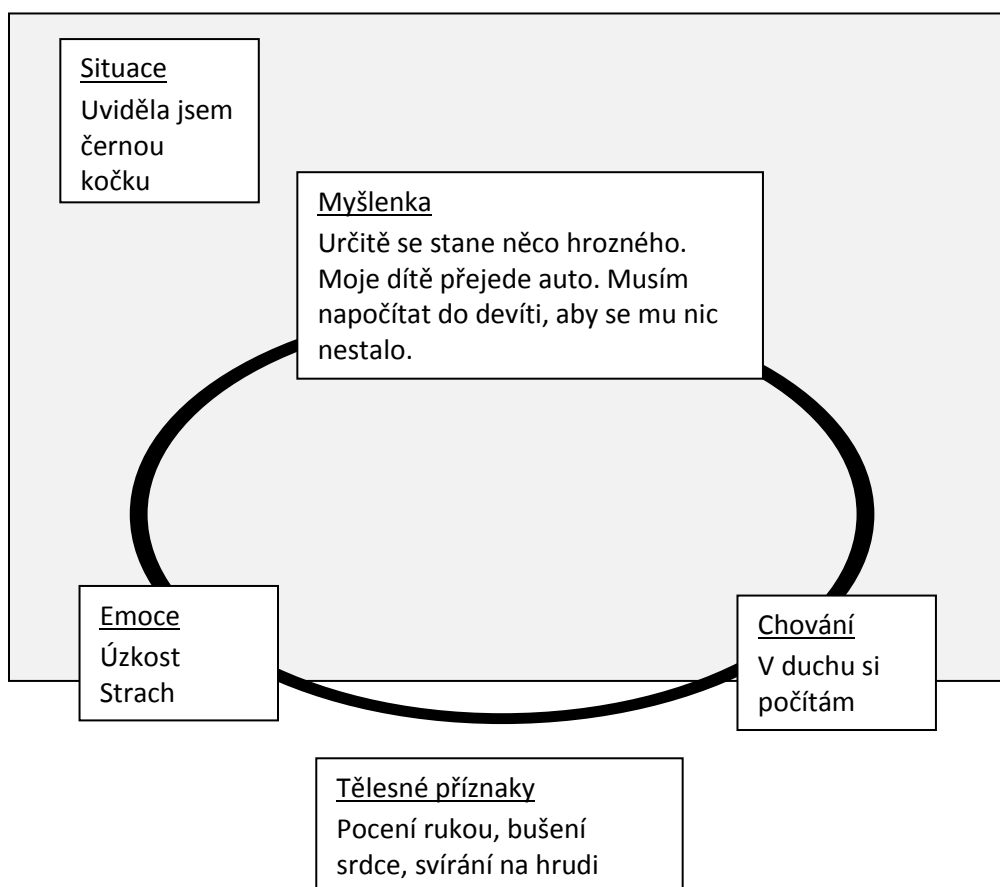 Situace
Uviděla jsem
černou
kočku
Myšlenka
Určitě se stane něco hrozného.
Moje dítě přejede auto. Musím
napočítat do devíti, aby se mu nic
nestalo.
Emoce
Úzkost
Strach
Chování
V duchu si
počítám
Tělesné příznaky
Pocení rukou, bušení
srdce, svírání na hrudi